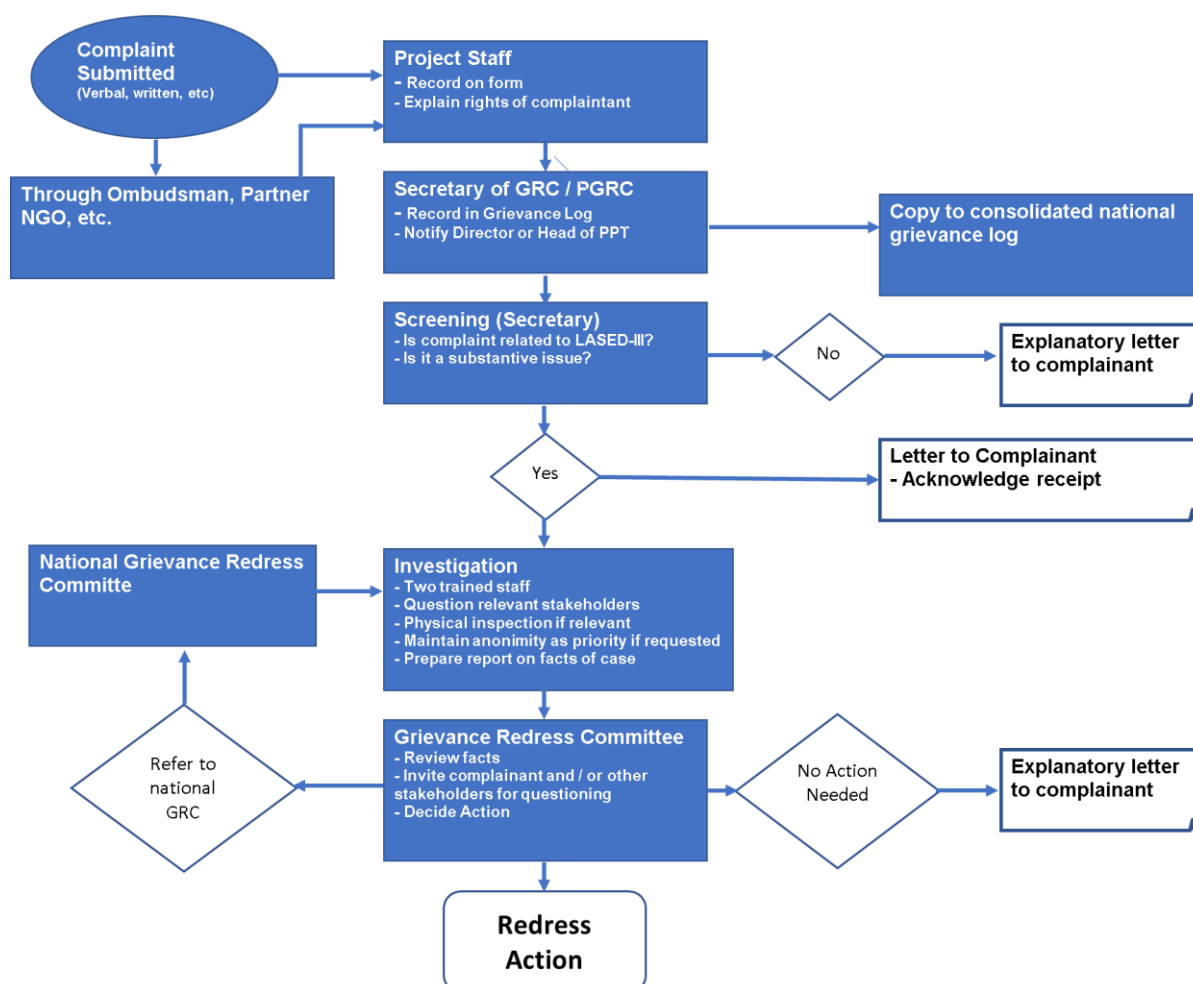 Complaint
Submitted
(Verbal, written, etc)
Project Staff
- Record on form
- Explain rights of complaintant
Through Ombudsman, Partner
NGO, etc.
Secretary of GRC / PGRC
- Record in Grievance Log
- Notify Director or Head of PPT
Copy to consolidated national
grievance log
Screening (Secretary)
- Is complaint related to LASED-III?
- Is it a substantive issue?
No
Explanatory letter
to complainant
Yes
Letter to Complainant
- Acknowledge receipt
National Grievance Redress
Committe
Investigation
- Two trained staff
- Question relevant stakeholders
- Physical inspection if relevant
- Maintain anonimity as priority if requested
- Prepare report on facts of case
Refer to
national
GRC
Grievance Redress Committee
- Review facts
- Invite complainant and / or other
stakeholders for questioning
- Decide Action
No Action
Needed
Explanatory letter
to complainant
Redress
Action